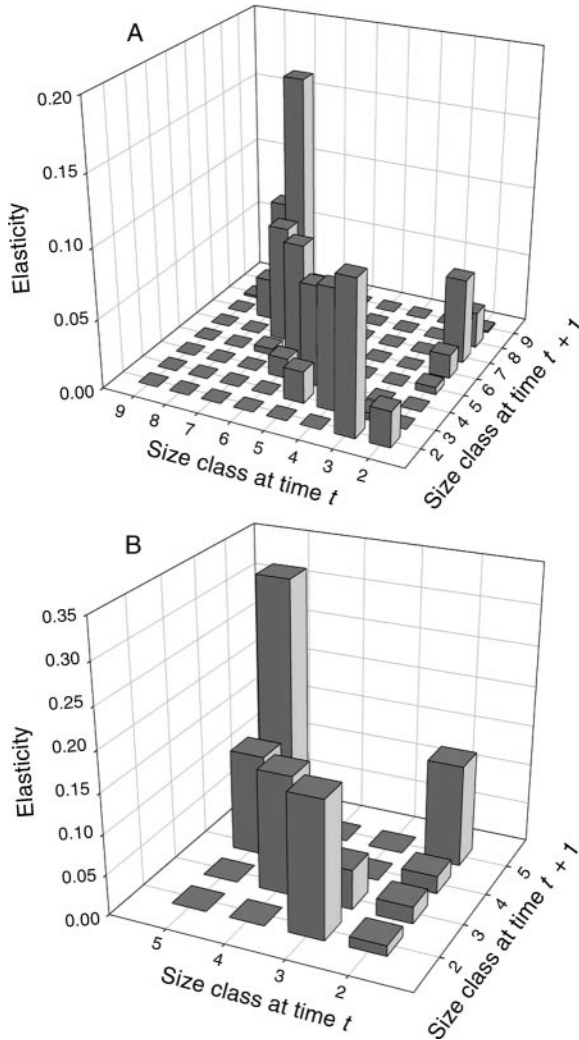 A
0.20
0.15
0.10
0.05
0.00
Elasticity
9 8 7 6 5 4 3 2
Size class at time t
2 3 4 5 6 7 8 9
Size class at time t + 1
B
0.35
0.30
0.25
0.20
0.15
0.10
0.05
0.00
Elasticity
5 4 3 2
Size class at time t
2 3 4 5
Size class at time t + 1